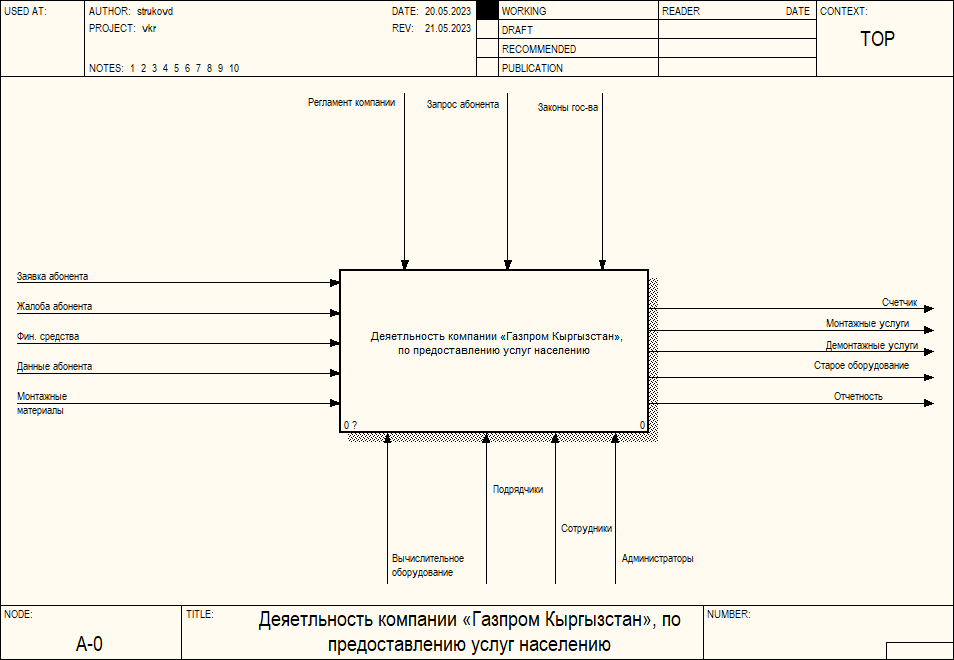 USED AT:
AUTHOR: strukovd
DATE: 20.05.2023
WORKING
READER
DATE
CONTEXT:
PROJECT: vkr
REV: 21.05.2023
DRAFT
TOP
RECOMMENDED
NOTES: 1 2 3 4 5 6 7 8 9 10
PUBLICATION
Регламент компании
Запрос абонента
Законы гос-ва
Заявка абонента
Жалоба абонента
Фин. средства
Данные абонента
Монтажные
материалы
Деяетльность компании «Газпром Кыргызстан»,
по предоставлению услуг населению
0 ?
0
Счетчик
Монтажные услуги
Демонтажные услуги
Старое оборудование
Отчетность
Подрядчики
Сотрудники
Вычислительное
оборудование
Администраторы
NODE:
A-0
TITLE:
Деяетльность компании «Газпром Кыргызстан», по
предоставлению услуг населению
NUMBER: